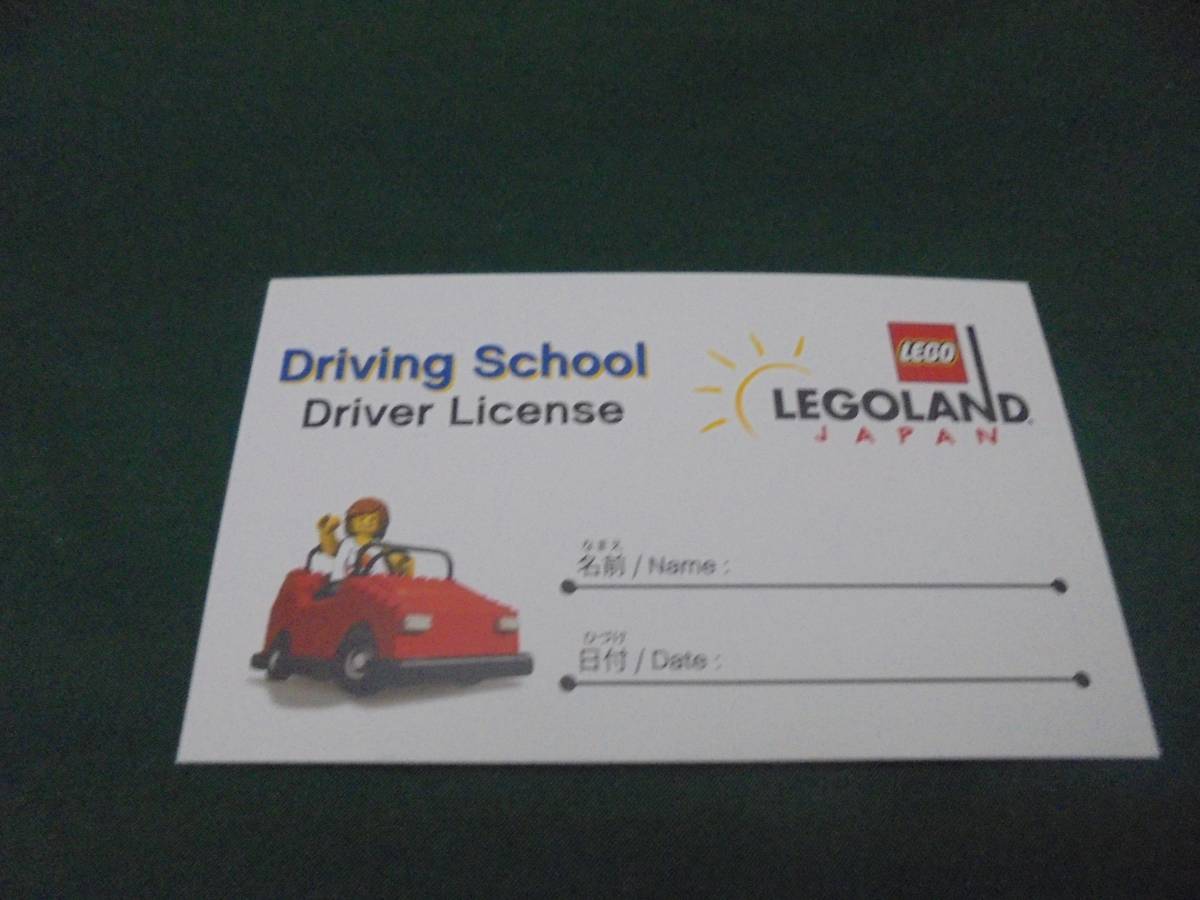 Driving School
Driver License
LEGO
LEGOLAND
JAPAN
なまえ
名前 / Name :
ひづけ
日付 / Date :